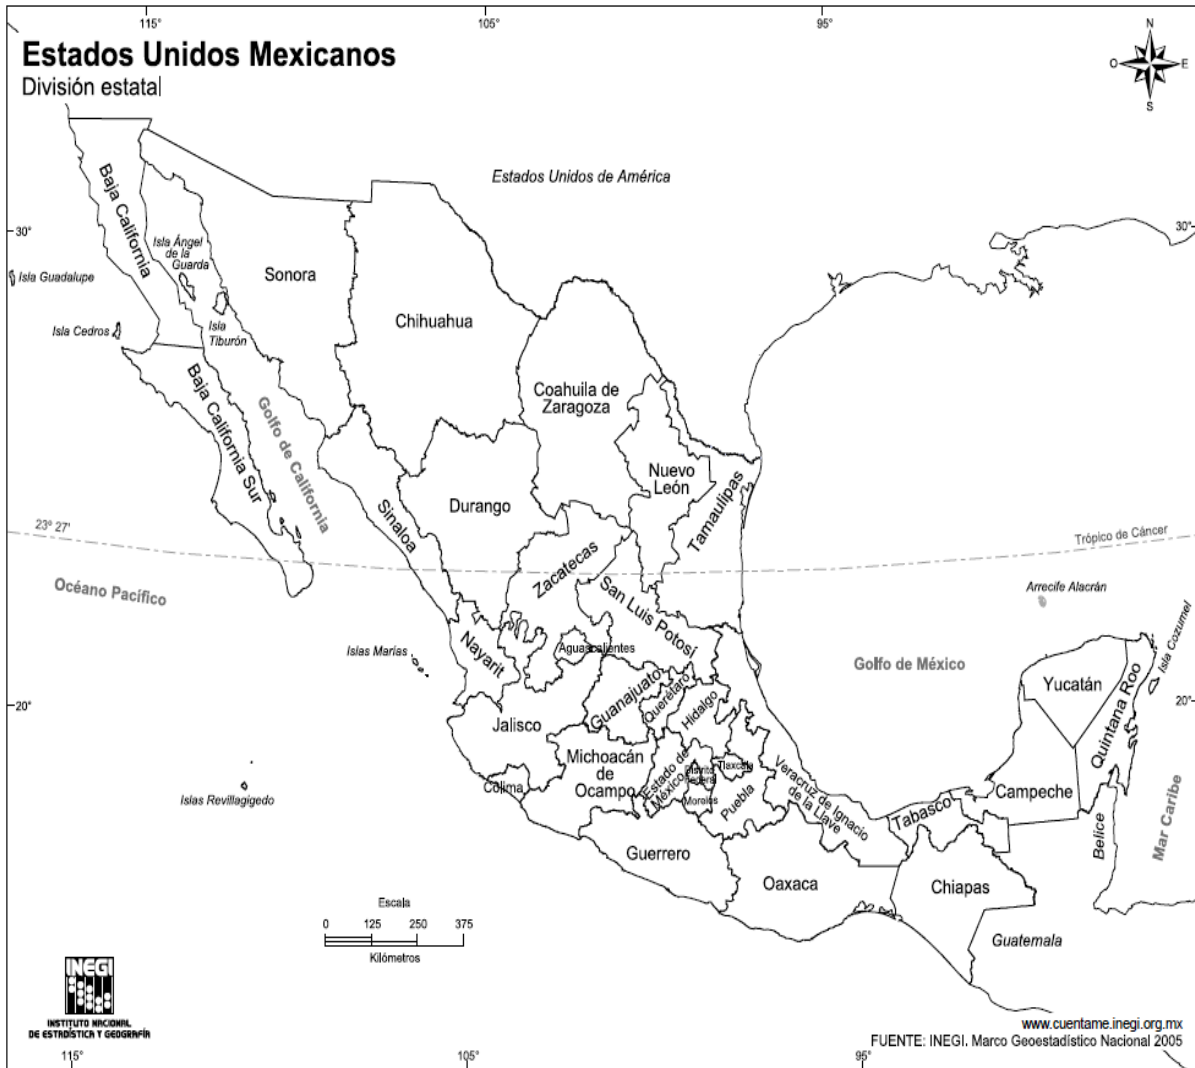 115°
105°
95°
Estados Unidos Mexicanos
División estatal
N
O
E
S
Estados Unidos de América
Baja California
30°
30°
Isla Ángel
de la
Guarda
Sonora
Isla Guadalupe
Isla Cedros
Isla
Tiburón
Chihuahua
Coahuila de
Zaragoza
Baja California Sur
Golfo de California
Nuevo
León
Tamaulipas
Durango
Sinaloa
23° 27'
Trópico de Cáncer
Zacatecas
Océano Pacífico
San Luis Potosí
Arrecife Alacrán
Isla Cozumel
Islas Marías
Nayarit
Aguascalientes
Golfo de México
Yucatán
Quintana Roo
Guanajuato
Querétaro
Hidalgo
20°
20°
Jalisco
Michoacán
de
Ocampo
Estado de
México
Distrito
Federal
Tlaxcala
Veracruz de Ignacio
de la Llave
Colima
Morelos
Puebla
Islas Revillagigedo
Tabasco
Campeche
Belice
Mar Caribe
Guerrero
Oaxaca
Chiapas
Guatemala
Escala
0 125 250 375
Kilómetros
INEGI
INSTITUTO NACIONAL
DE ESTADÍSTICA Y GEOGRAFÍA
www.cuentame.inegi.org.mx
FUENTE: INEGI. Marco Geoestadístico Nacional 2005
115°
105°
95°